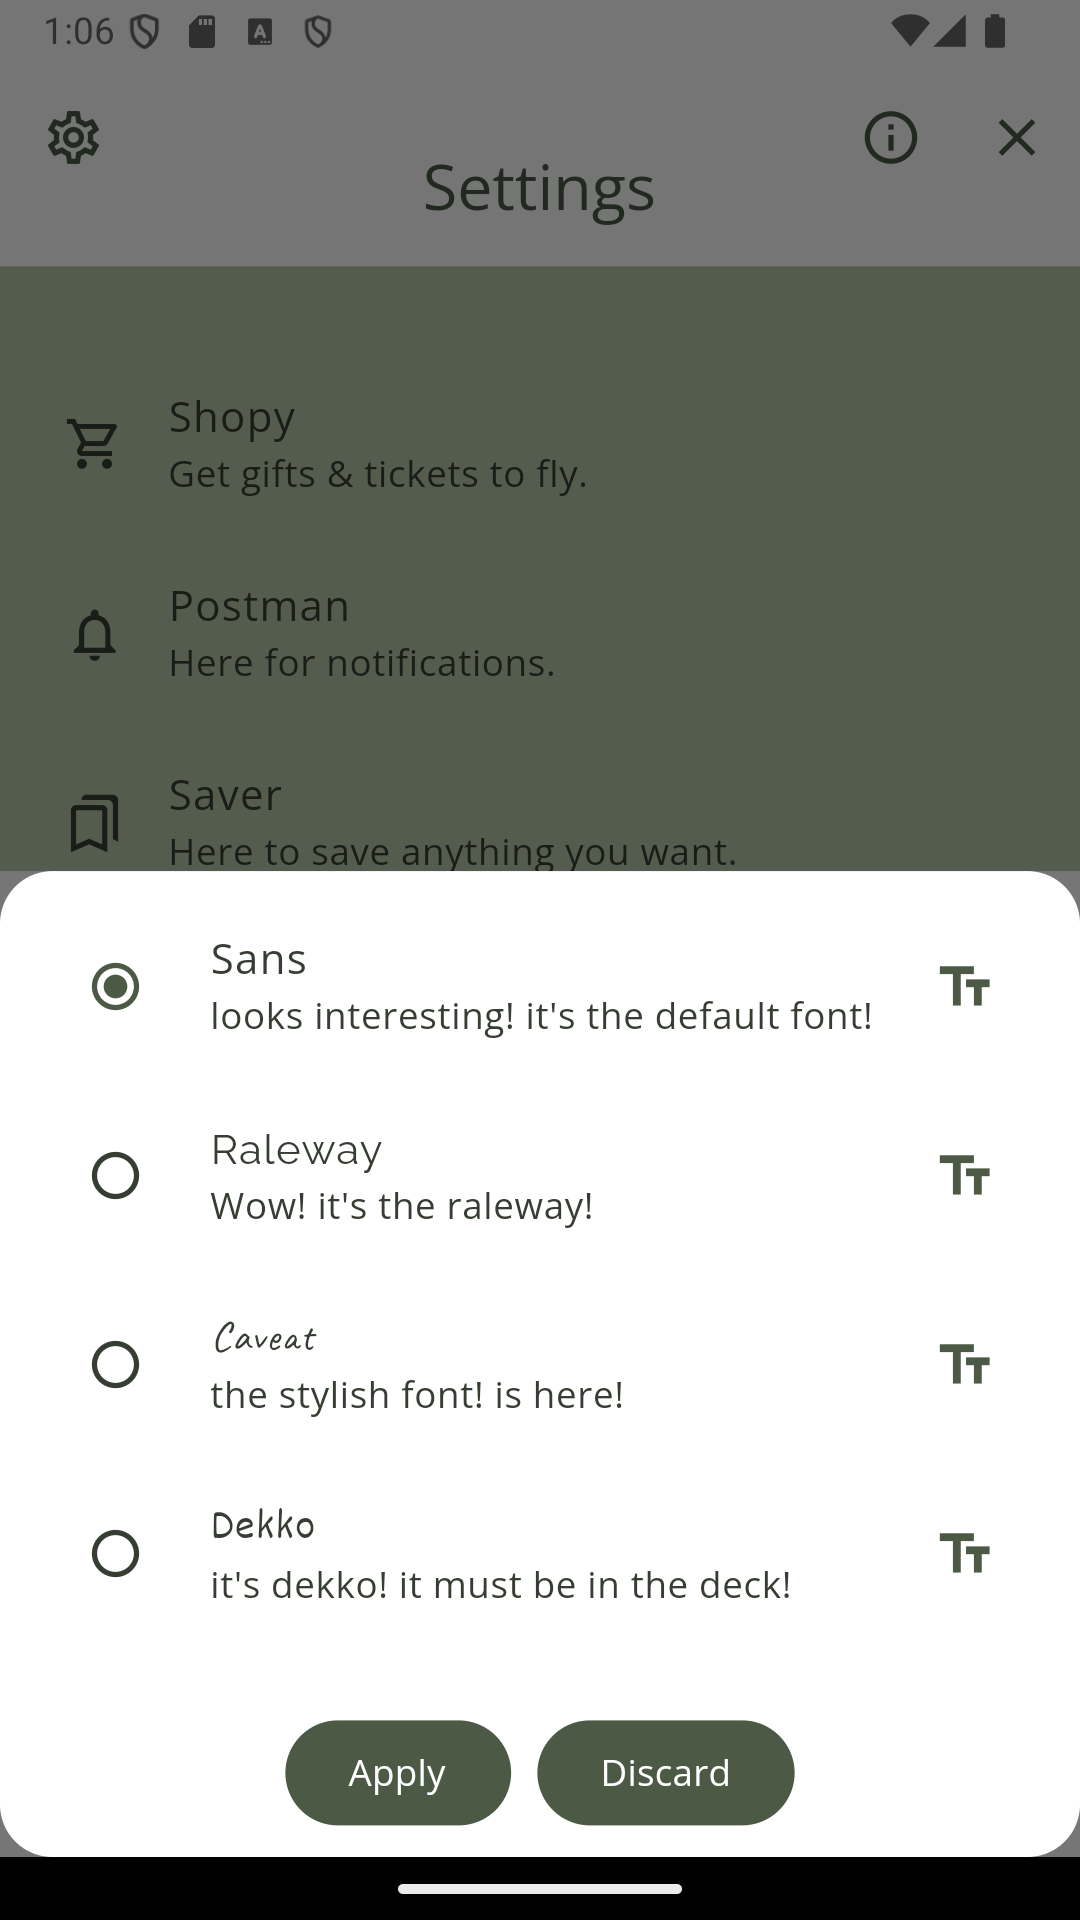 1:06
Settings
Shopy
Get gifts & tickets to fly.
Postman
Here for notifications.
Saver
Here to save anything you want.
Sans
looks interesting! it's the default font!
Raleway
Wow! it's the raleway!
Caveat
the stylish font! is here!
Dekko
it's dekko! it must be in the deck!
Apply
Discard